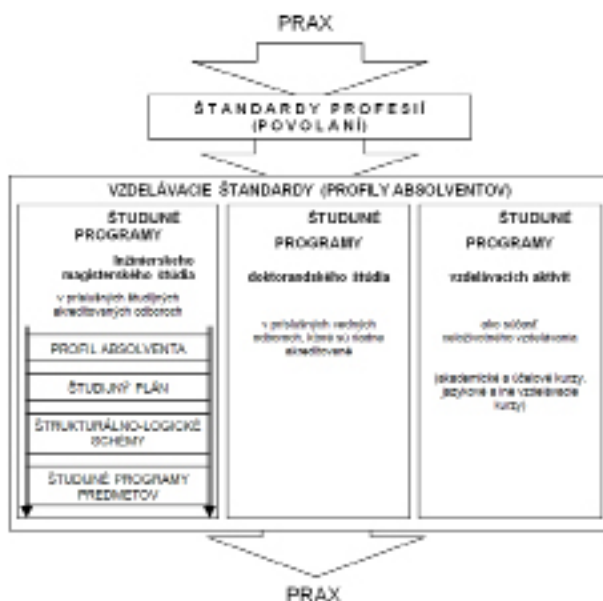 PRAX
ŠTANDARDY PROFESIÍ
(POVOLANÍ)
VZDELÁVACIE ŠTANDARDY (PROFILY ABSOLVENTOV)
ŠTUDIJNÉ
PROGRAMY
Inžinierskeho
magisterského štúdia
v príslušných študijných
akreditovaných odboroch
PROFIL ABSOLVENTA
ŠTUDIJNÝ PLÁN
ŠTRUKTURÁLNO-LOGICKÉ
SCHÉMY
ŠTUDIJNÉ PROGRAMY
PREDMETOV
ŠTUDIJNÉ
PROGRAMY
doktorandského štúdia
v príslušných vedných
odboroch, ktoré sú riadne
akreditované
ŠTUDIJNÉ
PROGRAMY
vzdelávacích aktivít
ako súčasť
celoživotného vzdelávania
(akademické a účelové kurzy,
jazykové a iné vzdelávacie
kurzy)
PRAX